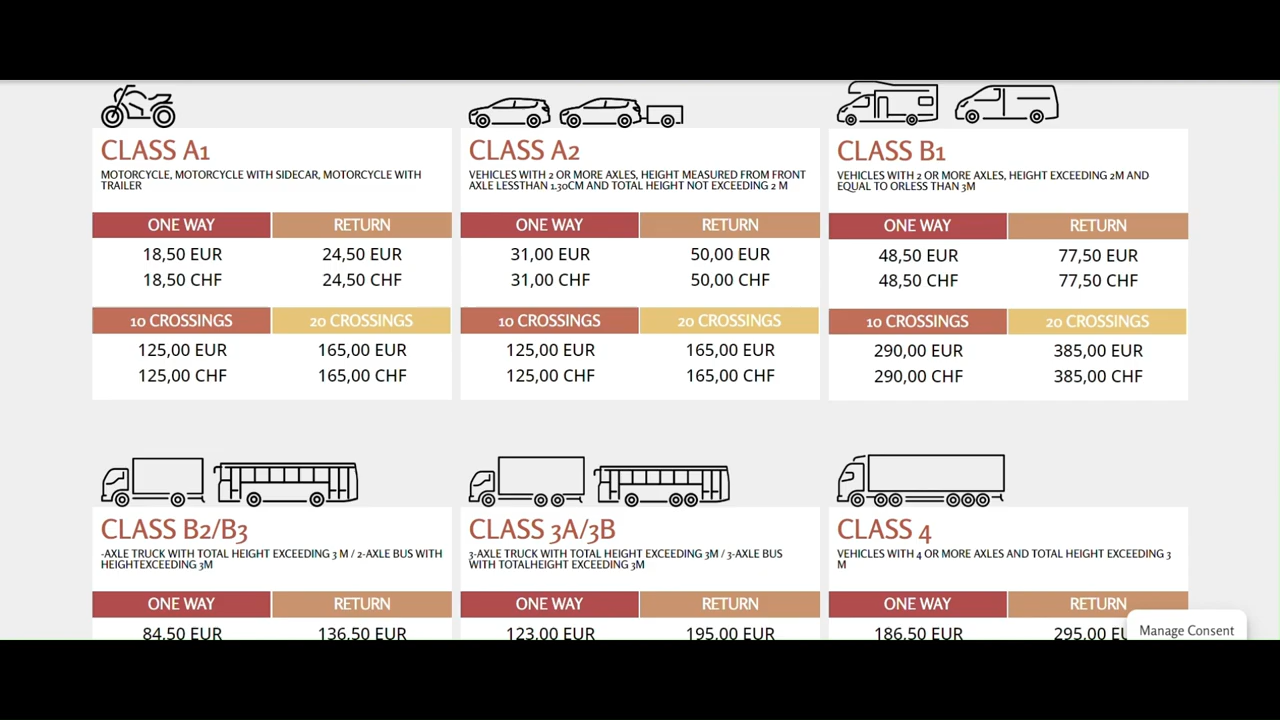 CLASS A1
MOTORCYCLE, MOTORCYCLE WITH SIDECAR, MOTORCYCLE WITH
TRAILER
ONE WAY RETURN
18,50 EUR 24,50 EUR
18,50 CHF 24,50 CHF
10 CROSSINGS 20 CROSSINGS
125,00 EUR 165,00 EUR
125,00 CHF 165,00 CHF
CLASS A2
VEHICLES WITH 2 OR MORE AXLES, HEIGHT MEASURED FROM FRONT
AXLE LESSTHAN 1.30CM AND TOTAL HEIGHT NOT EXCEEDING 2 M
ONE WAY RETURN
31,00 EUR 50,00 EUR
31,00 CHF 50,00 CHF
10 CROSSINGS 20 CROSSINGS
125,00 EUR 165,00 EUR
125,00 CHF 165,00 CHF
CLASS B1
VEHICLES WITH 2 OR MORE AXLES, HEIGHT EXCEEDING 2M AND
EQUAL TO ORLESS THAN 3M
ONE WAY RETURN
48,50 EUR 77,50 EUR
48,50 CHF 77,50 CHF
10 CROSSINGS 20 CROSSINGS
290,00 EUR 385,00 EUR
290,00 CHF 385,00 CHF
CLASS B2/B3
-AXLE TRUCK WITH TOTAL HEIGHT EXCEEDING 3 M / 2-AXLE BUS WITH
HEIGHTEXCEEDING 3M
ONE WAY RETURN
84,50 EUR 136,50 EUR
CLASS 3A/3B
3-AXLE TRUCK WITH TOTAL HEIGHT EXCEEDING 3M / 3-AXLE BUS
WITH TOTALHEIGHT EXCEEDING 3M
ONE WAY RETURN
123,00 EUR 195,00 EUR
CLASS 4
VEHICLES WITH 4 OR MORE AXLES AND TOTAL HEIGHT EXCEEDING 3
M
ONE WAY RETURN
186,50 EUR 295,00 EU
Manage Consent